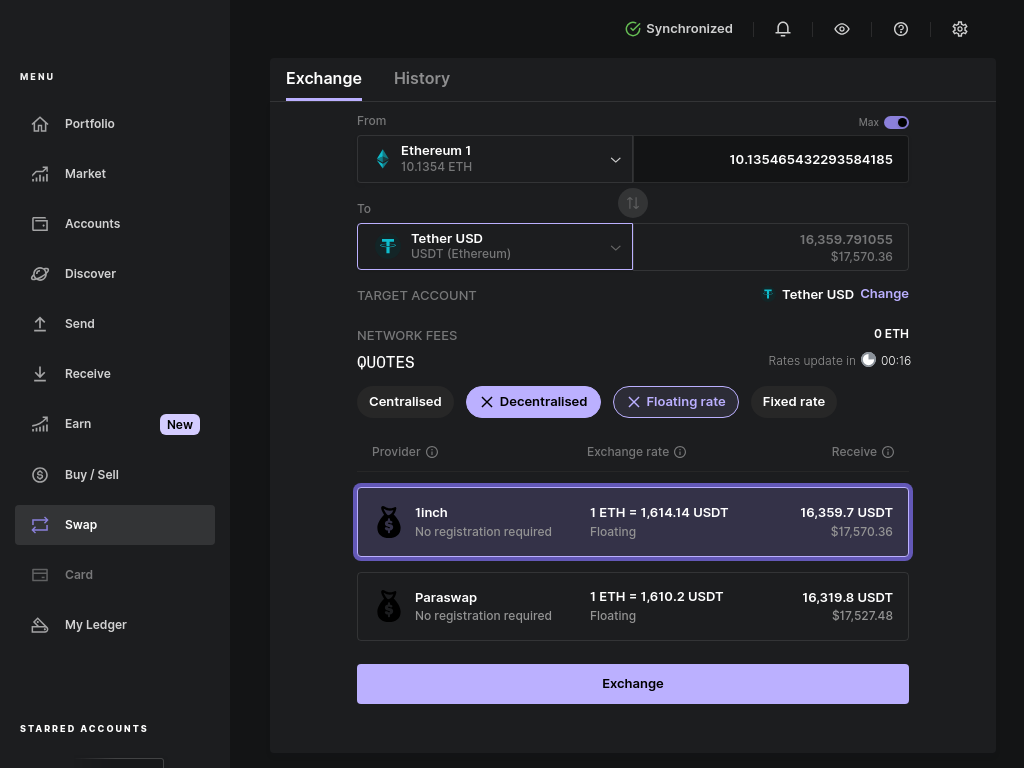 Synchronized
MENU
Portfolio
Market
Accounts
Discover
Send
Receive
Earn New
Buy / Sell
Swap
Card
My Ledger
STARRED ACCOUNTS
Exchange History
From Max
Ethereum 1
10.1354 ETH
10.135465432293584185
To
Tether USD
USDT (Ethereum)
16,359.791055
$17,570.36
TARGET ACCOUNT Tether USD Change
NETWORK FEES 0 ETH
QUOTES Rates update in 00:16
Centralised Decentralised Floating rate Fixed rate
Provider Exchange rate Receive
1inch 1 ETH = 1,614.14 USDT 16,359.7 USDT
No registration required Floating $17,570.36
Paraswap 1 ETH = 1,610.2 USDT 16,319.8 USDT
No registration required Floating $17,527.48
Exchange